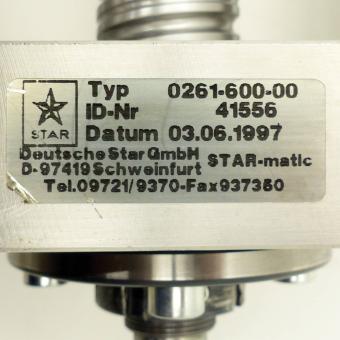 Typ 0261-600-00
ID-Nr 41556
STAR
Datum 03.06.1997
Deutsche Star GmbH
STAR-matic
D-97419 Schweinfurt
Tel.09721/9370-Fax937350